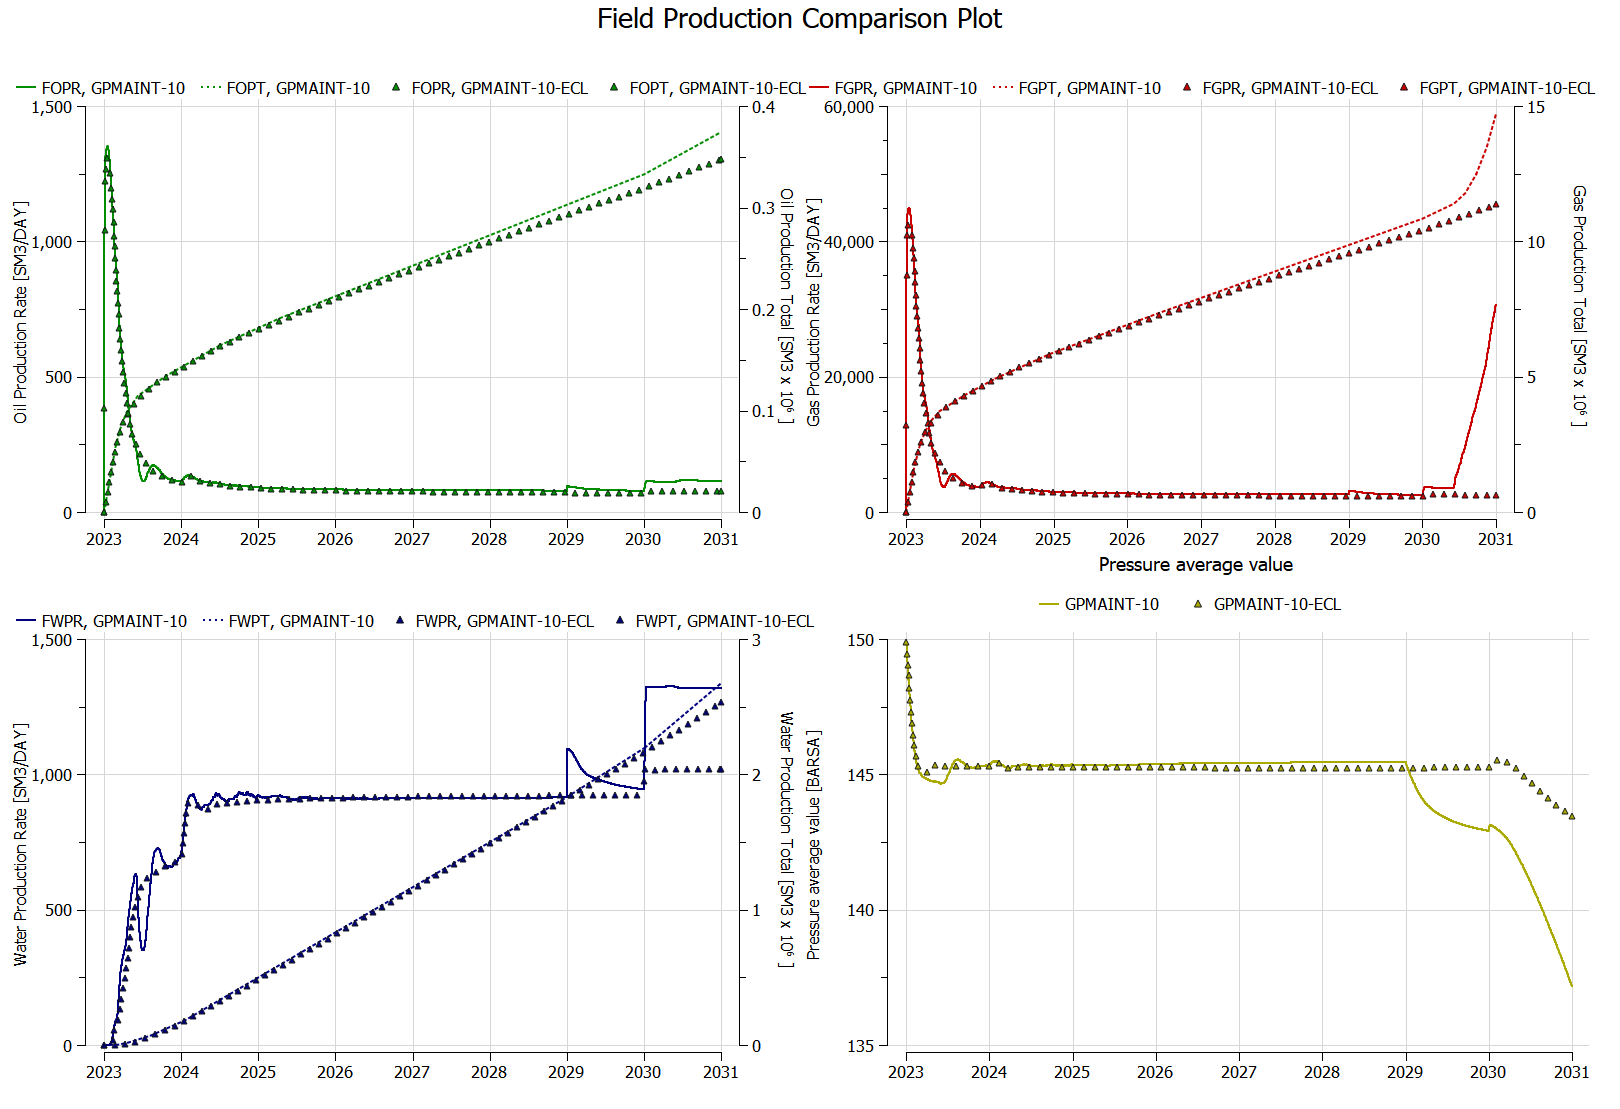 Field Production Comparison Plot
FOPR, GPMAINT-10
FOPT, GPMAINT-10
FOPR, GPMAINT-10-ECL
FOPT, GPMAINT-10-ECL
1,500
1,000
500
0
Oil Production Rate [SM3/DAY]
0.4
0.3
0.2
0.1
0
Oil Production Total [SM3 x 10⁶ ]
2023 2024 2025 2026 2027 2028 2029 2030 2031
FGPR, GPMAINT-10
FGPT, GPMAINT-10
FGPR, GPMAINT-10-ECL
FGPT, GPMAINT-10-ECL
60,000
40,000
20,000
0
Gas Production Rate [SM3/DAY]
15
10
5
0
Gas Production Total [SM3 x 10⁶ ]
2023 2024 2025 2026 2027 2028 2029 2030 2031
FWPR, GPMAINT-10
FWPT, GPMAINT-10
FWPR, GPMAINT-10-ECL
FWPT, GPMAINT-10-ECL
1,500
1,000
500
0
Water Production Rate [SM3/DAY]
3
2
1
0
Water Production Total [SM3 x 10⁶ ]
2023 2024 2025 2026 2027 2028 2029 2030 2031
Pressure average value
GPMAINT-10
GPMAINT-10-ECL
150
145
140
135
Pressure average value [BARSA]
2023 2024 2025 2026 2027 2028 2029 2030 2031